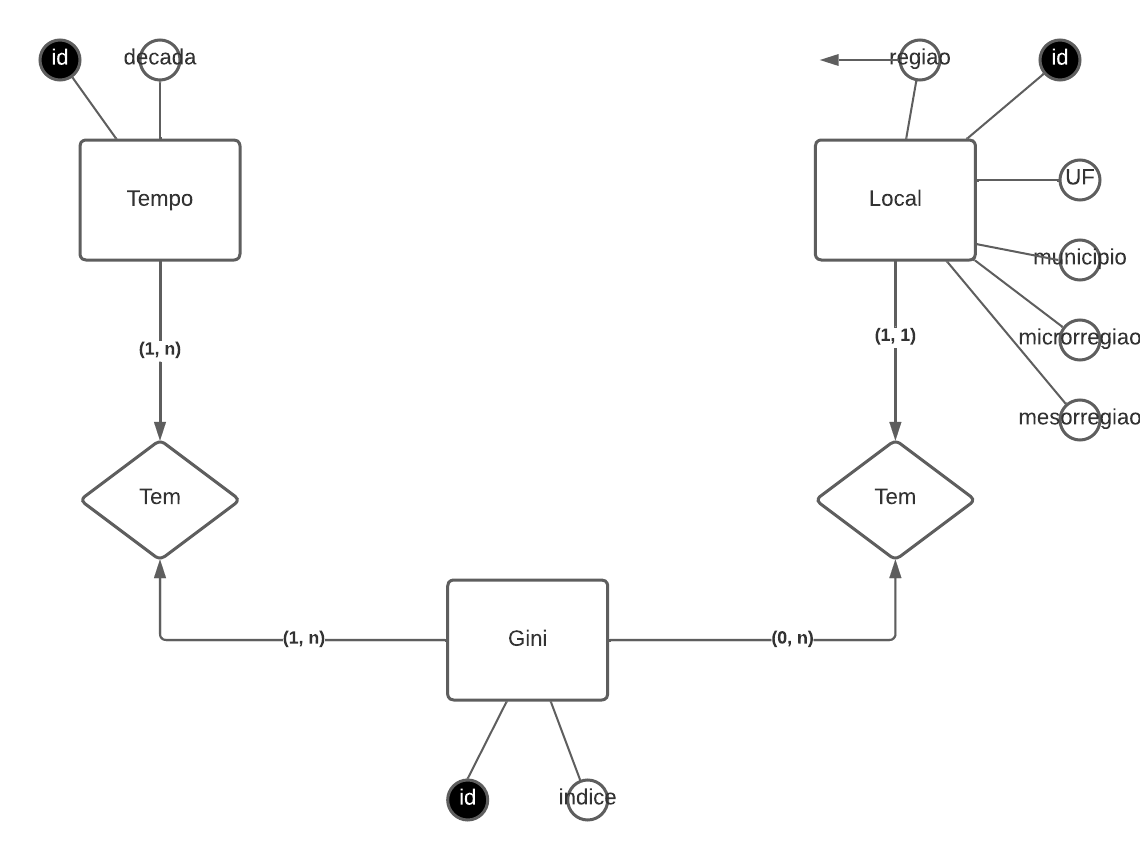 id
decada
regiao
id
UF
Tempo
Local
municipio
microrregiao
mesorregiao
(1, n)
(1, 1)
Tem
Tem
(1, n)
Gini
(0, n)
id
indice